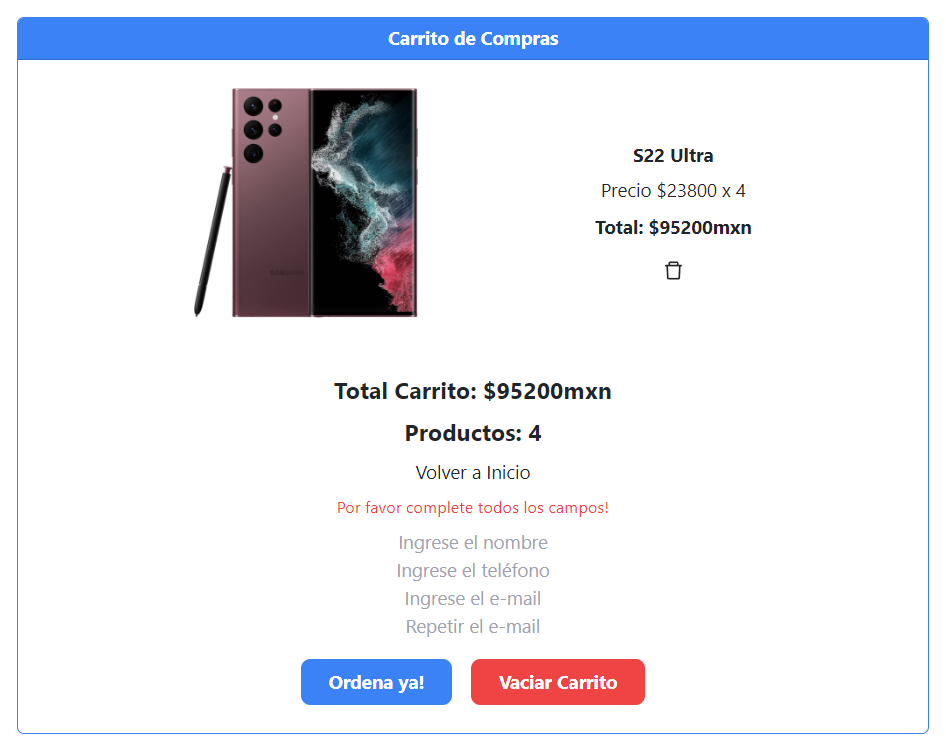 Carrito de Compras
S22 Ultra
Precio $23800 x 4
Total: $95200mxn
Total Carrito: $95200mxn
Productos: 4
Volver a Inicio
Por favor complete todos los campos!
Ingrese el nombre
Ingrese el teléfono
Ingrese el e-mail
Repetir el e-mail
Ordena ya!
Vaciar Carrito